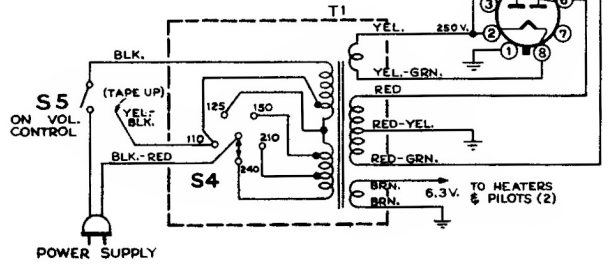 T1
3
6
YEL.
250 V.
2
7
BLK.
1
8
YEL.-GRN.
(TAPE UP)
RED
S5
125
150
ON VOL.
CONTROL
YEL.-
BLK.
RED-YEL.
110
210
BLK.-RED
RED-GRN.
S4
240
BRN.
6.3V.
TO HEATERS
& PILOTS (2)
BRN.
POWER SUPPLY